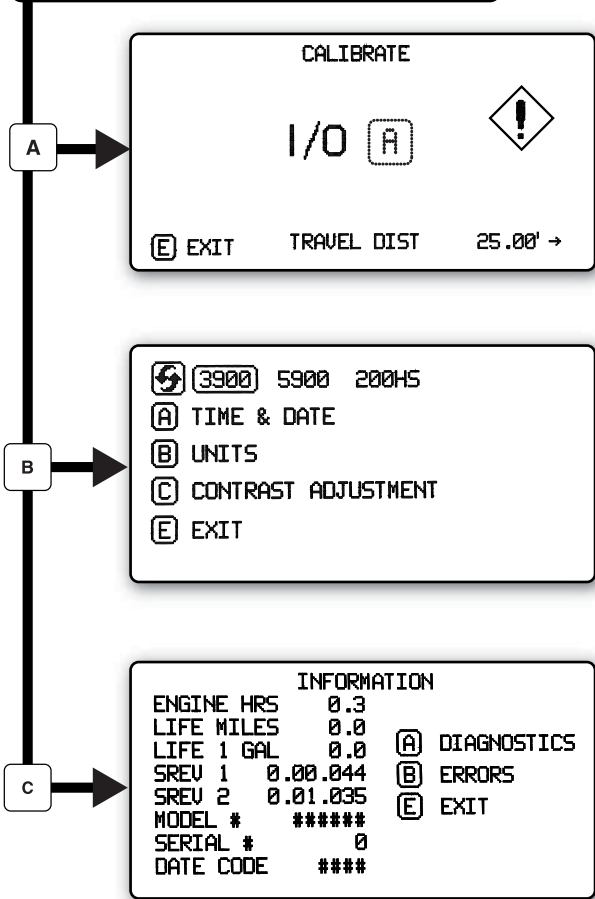 A
CALIBRATE
I/O A
E EXIT TRAVEL DIST 25.00' →
B
3900 5900 200HS
A TIME & DATE
B UNITS
C CONTRAST ADJUSTMENT
E EXIT
C
INFORMATION
ENGINE HRS 0.3
LIFE MILES 0.0
LIFE 1 GAL 0.0
SREV 1 0.00.044
SREV 2 0.01.035
MODEL # ######
SERIAL # 0
DATE CODE ####
A DIAGNOSTICS
B ERRORS
E EXIT